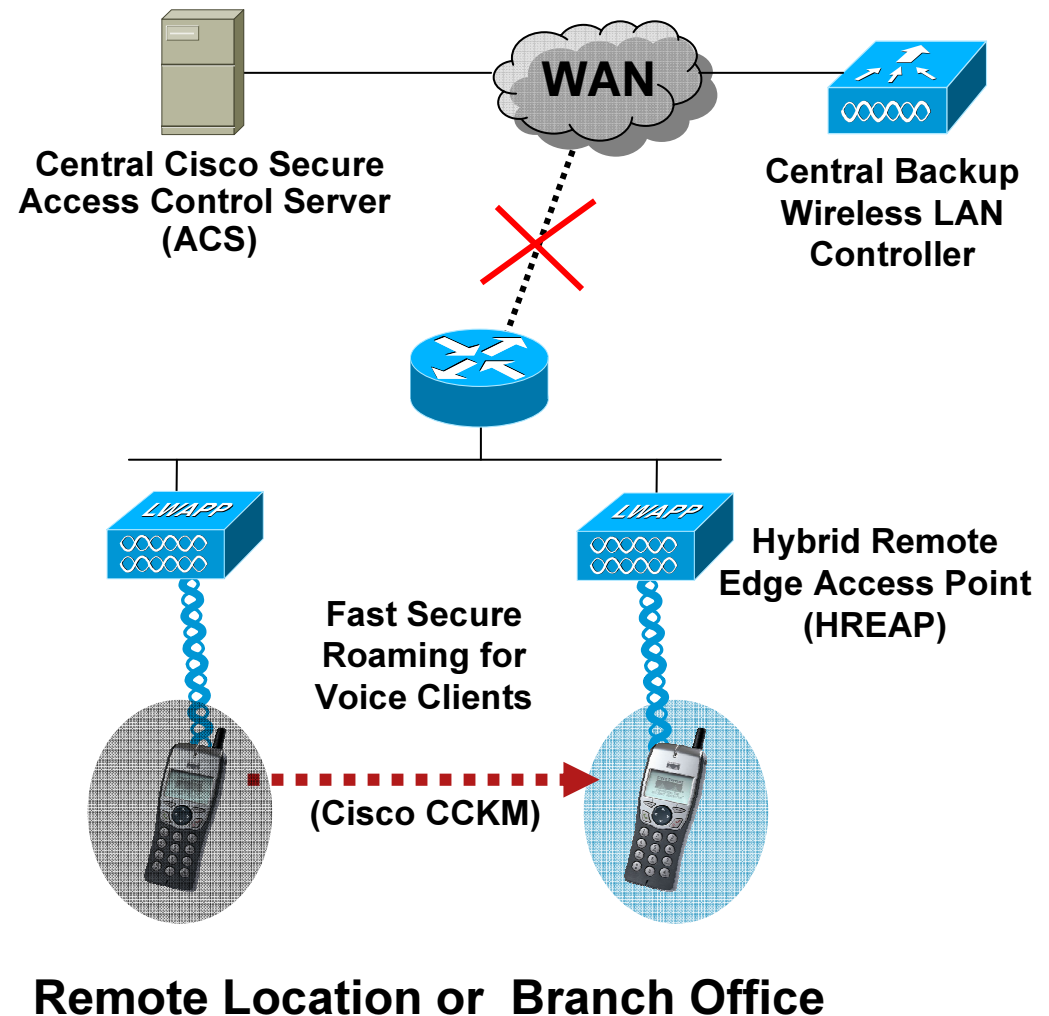 WAN
Central Cisco Secure
Access Control Server
(ACS)
Central Backup
Wireless LAN
Controller
LWAPP
LWAPP
Hybrid Remote
Edge Access Point
(HREAP)
Fast Secure
Roaming for
Voice Clients
(Cisco CCKM)
Remote Location or  Branch Office